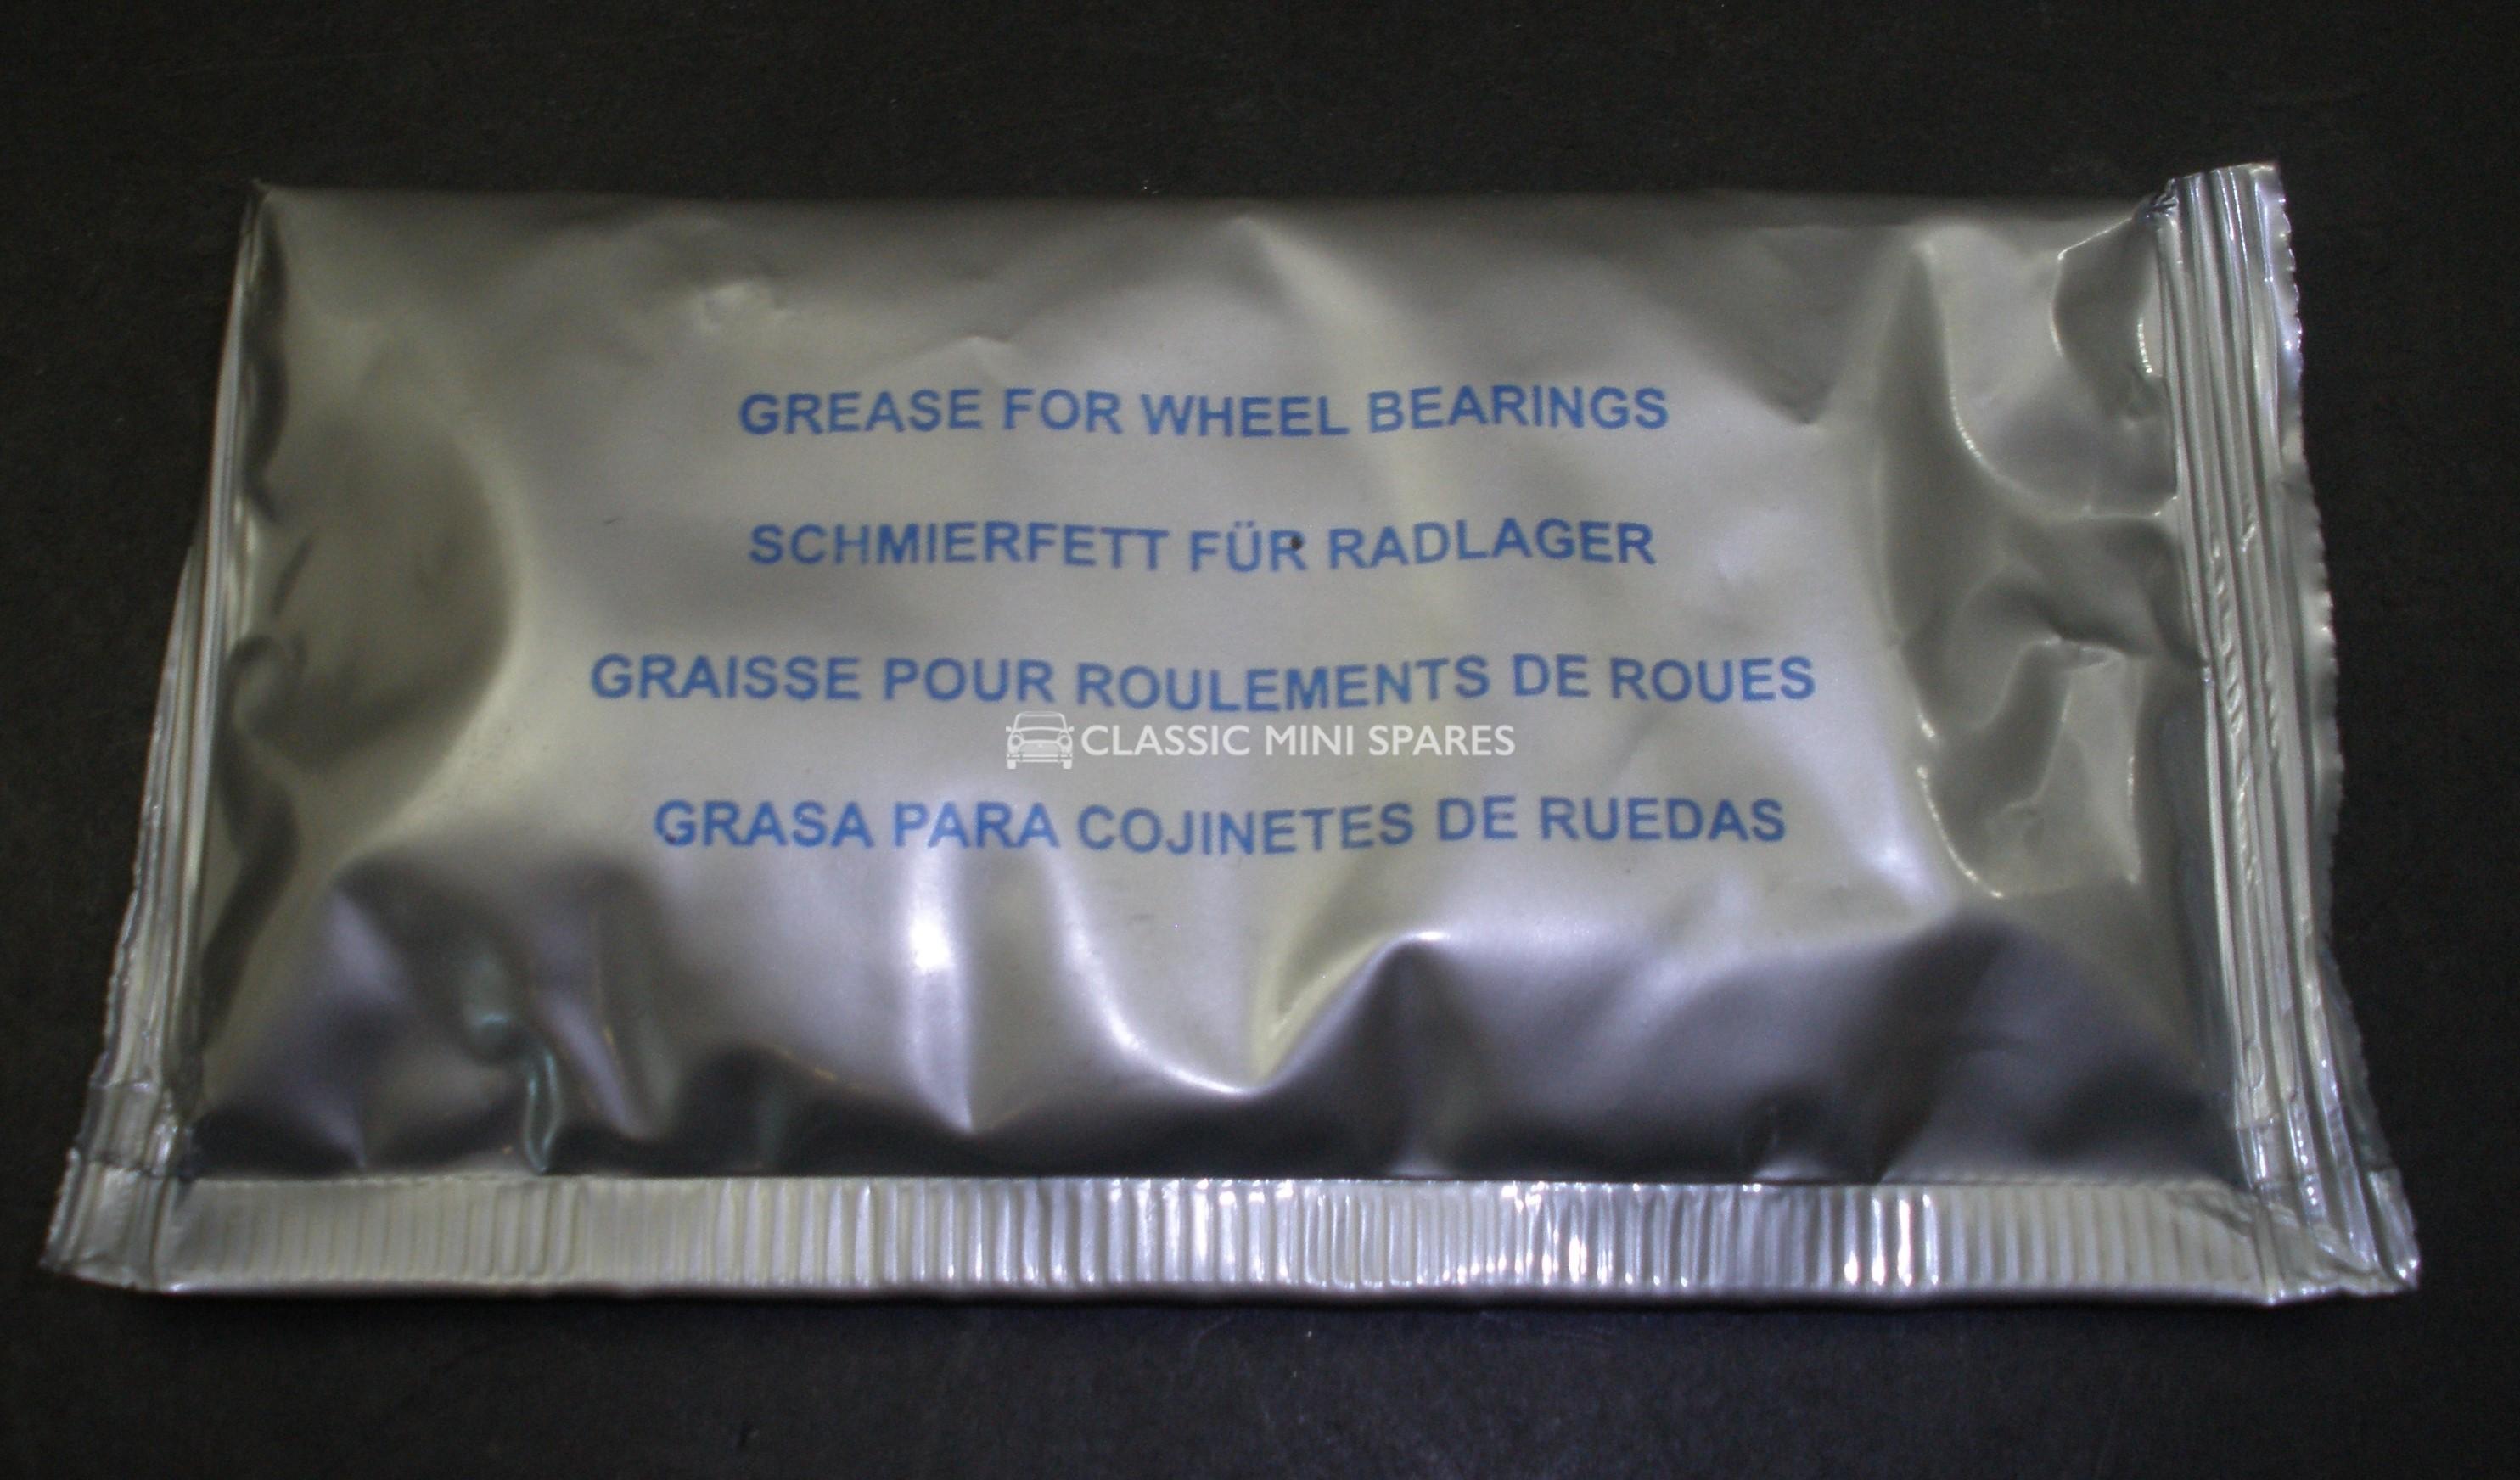 GREASE FOR WHEEL BEARINGS
SCHMIERFETT FÜR RADLAGER
GRAISSE POUR ROULEMENTS DE ROUES
CLASSIC MINI SPARES
GRASA PARA COJINETES DE RUEDAS